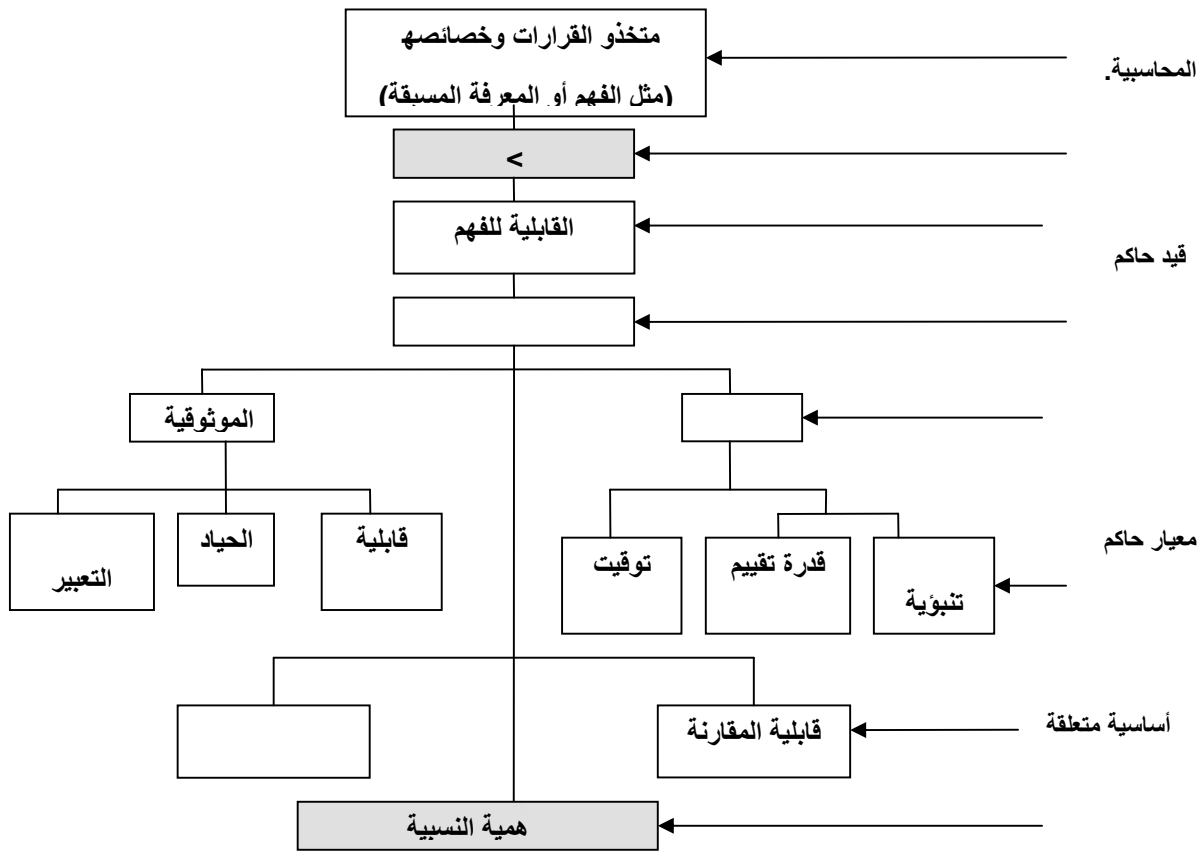 متخذو القرارات وخصائصه
(مثل الفهم أو المعرفة المسبقة)
المحاسبية.
>
القابلية للفهم
قيد حاكم
الموثوقية
قابلية
الحياد
التعبير
توقيت
قدرة تقييم
تنبؤية
معيار حاكم
قابلية المقارنة
أساسية متعلقة
همية النسبية